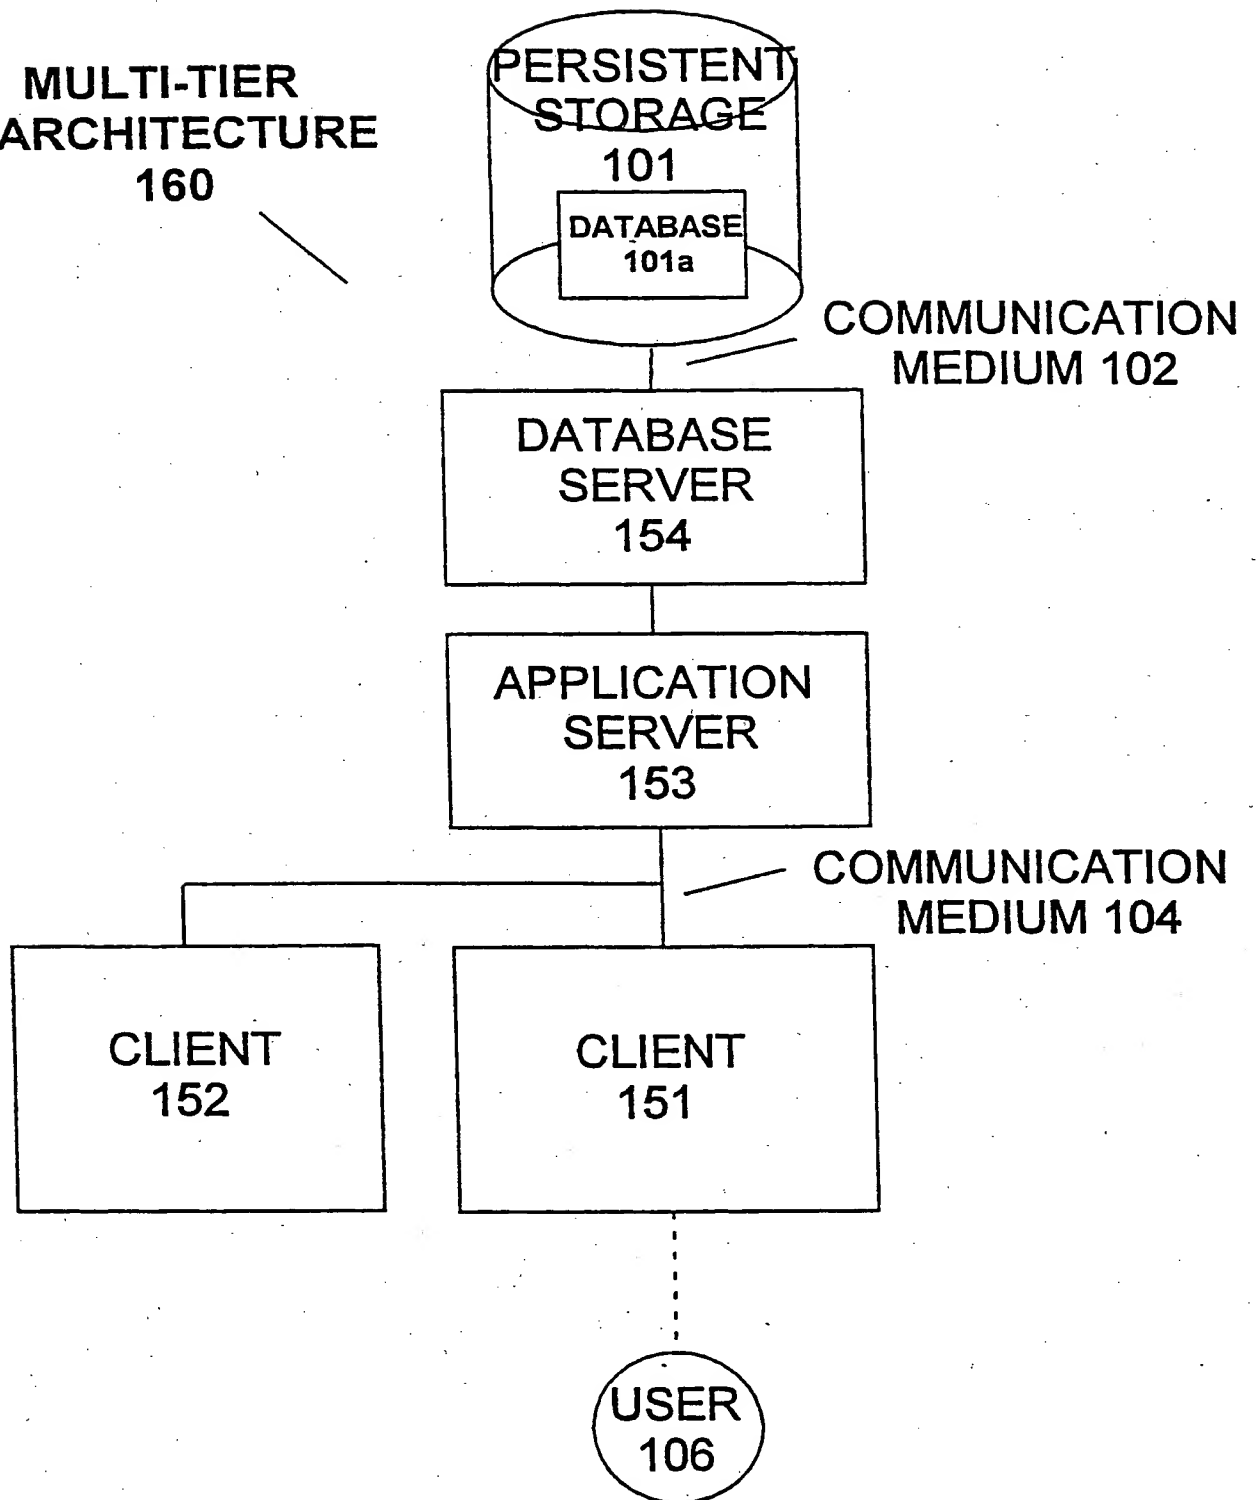 MULTI-TIER
ARCHITECTURE
160
PERSISTENT
STORAGE
101
DATABASE
101a
COMMUNICATION
MEDIUM 102
DATABASE
SERVER
154
APPLICATION
SERVER
153
COMMUNICATION
MEDIUM 104
CLIENT
152
CLIENT
151
USER
106